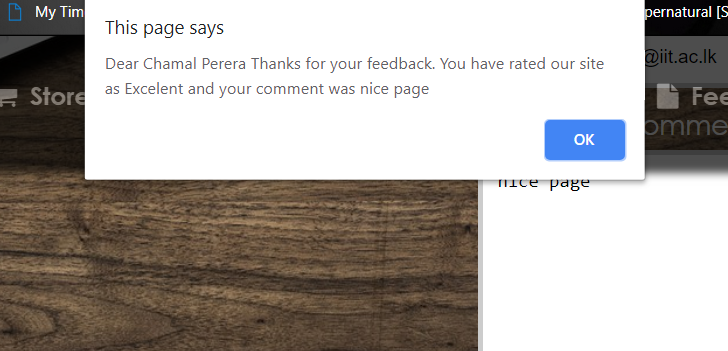 My Tim
pernatural [S
This page says
Dear Chamal Perera Thanks for your feedback. You have rated our site
as Excelent and your comment was nice page
@iit.ac.lk
Store
Fee
omme
OK
nice page